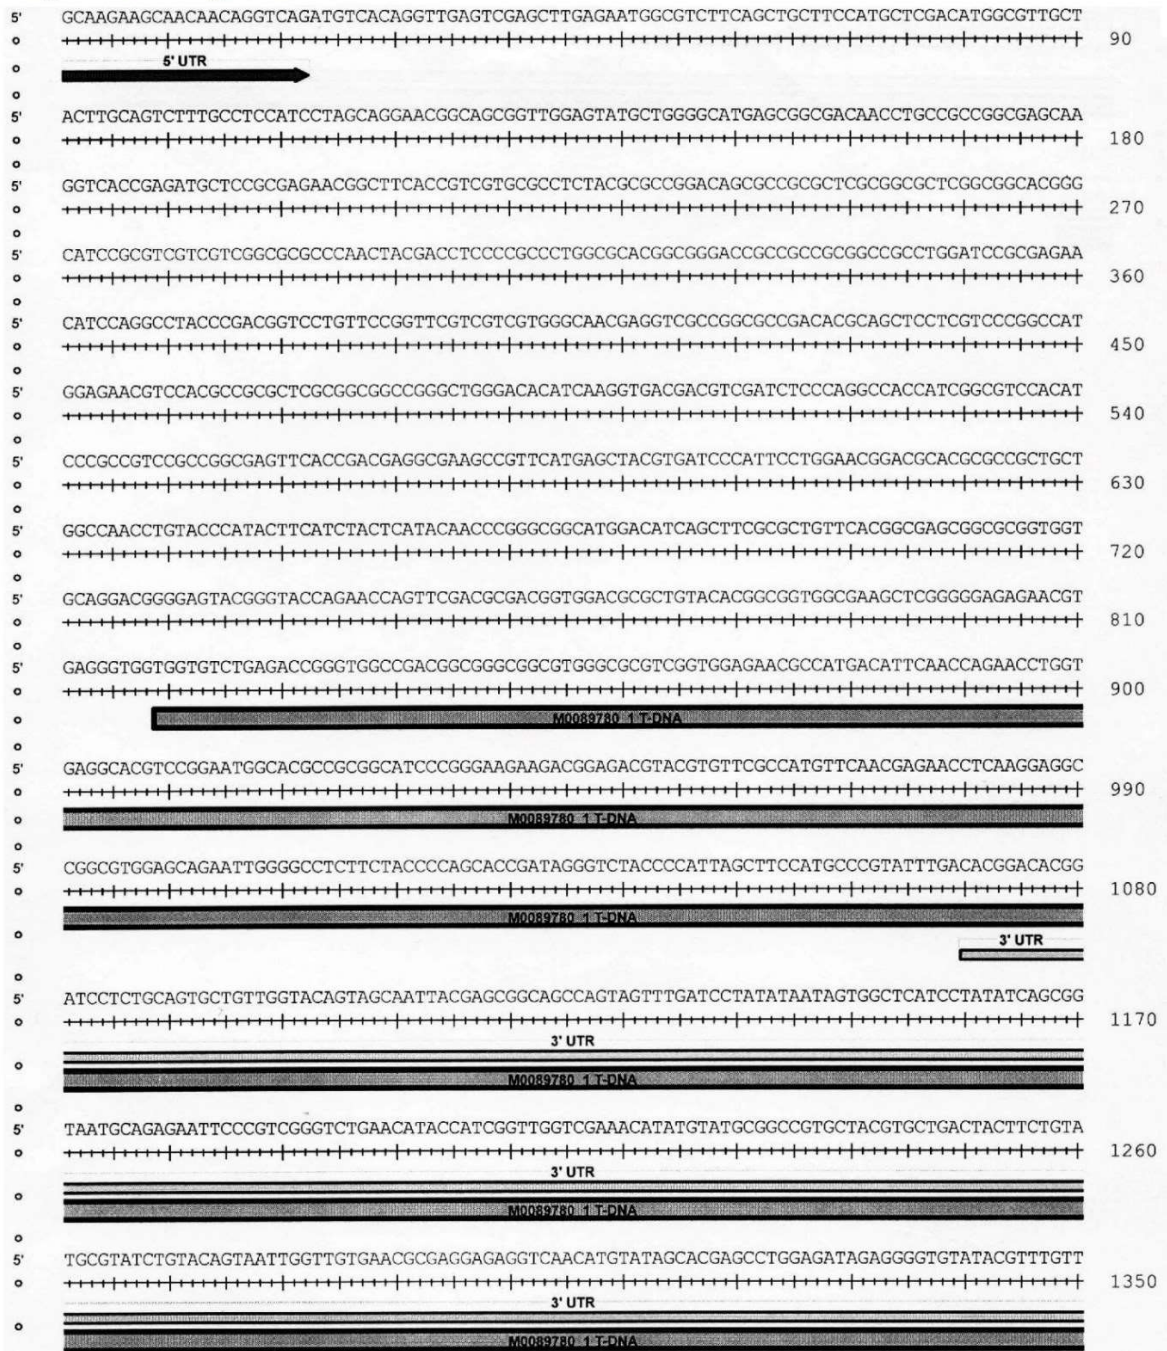 GCAAGAAGCAACAACAGGTCAGATGTCACAGGTTGAGTCGAGCTTGAGAATGGCGTCTTCAGCTGCTTCCATGCTCGACATGGCGTTGCT
90
5' UTR
5' ACTTGCAGTCTTTGCCTCCATCCTAGCAGGAACGGCAGCGGTTGGAGTATGCTGGGGCATGAGCGGCGACAACCTGCCGCCGGCGAGCAA
180
5' GGTCACCGAGATGCTCCGCGAGAACGGCTTCACCGTCGTGCGCCTCTACGCGCCGGACAGCGCCGCGCTCGCGGCGCTCGGCGGCACGGG
270
5' CATCCGCGTCGTCGTCGGCGCGCCCAACTACGACCTCCCCGCCCTGGCGCACGGCGGGACCGCCGCCGCGGCCGCCTGGATCCGCGAGAA
360
5' CATCCAGGCCTACCCGACGGTCCTGTTCCGGTTCGTCGTCGTGGGCAACGAGGTCGCCGGCGCCGACACGCAGCTCCTCGTCCCGGCCAT
450
5' GGAGAACGTCCACGCCGCGCTCGCGGCGGCCGGGCTGGGACACATCAAGGTGACGACGTCGATCTCCCAGGCCACCATCGGCGTCCACAT
540
5' CCCGCCGTCCGCCGGCGAGTTCACCGACGAGGCGAAGCCGTTCATGAGCTACGTGATCCCATTCCTGGAACGGACGCACGCGCCGCTGCT
630
5' GGCCAACCTGTACCCATACTTCATCTACTCATACAACCCGGGCGGCATGGACATCAGCTTCGCGCTGTTCACGGCGAGCGGCGCGGTGGT
720
5' GCAGGACGGGGAGTACGGGTACCAGAACCAGTTCGACGCGACGGTGGACGCGCTGTACACGGCGGTGGCGAAGCTCGGGGGAGAGAACGT
810
5' GAGGGTGGTGGTGTCTGAGACCGGGTGGCCGACGGCGGGCGGCGTGGGCGCGTCGGTGGAGAACGCCATGACATTCAACCAGAACCTGGT
900
M0089780 1 T-DNA
5' GAGGCACGTCCGGAATGGCACGCCGCGGCATCCCGGGAAGAAGACGGAGACGTACGTGTTCGCCATGTTCAACGAGAACCTCAAGGAGGC
990
M0089780 1 T-DNA
5' CGGCGTGGAGCAGAATTGGGGCCTCTTCTACCCCAGCACCGATAGGGTCTACCCCATTAGCTTCCATGCCCGTATTTGACACGGACACGG
1080
M0089780 1 T-DNA
3' UTR
5' ATCCTCTGCAGTGCTGTTGGTACAGTAGCAATTACGAGCGGCAGCCAGTAGTTTGATCCTATATAATAGTGGCTCATCCTATATCAGCGG
1170
3' UTR
M0089780 1 T-DNA
5' TAATGCAGAGAATTCCCGTCGGGTCTGAACATACCATCGGTTGGTCGAAACATATGTATGCGGCCGTGCTACGTGCTGACTACTTCTGTA
1260
3' UTR
M0089780 1 T-DNA
5' TGCGTATCTGTACAGTAATTGGTTGTGAACGCGAGGAGAGGTCAACATGTATAGCACGAGCCTGGAGATAGAGGGGTGTATACGTTTGTT
1350
3' UTR
M0089780 1 T-DNA